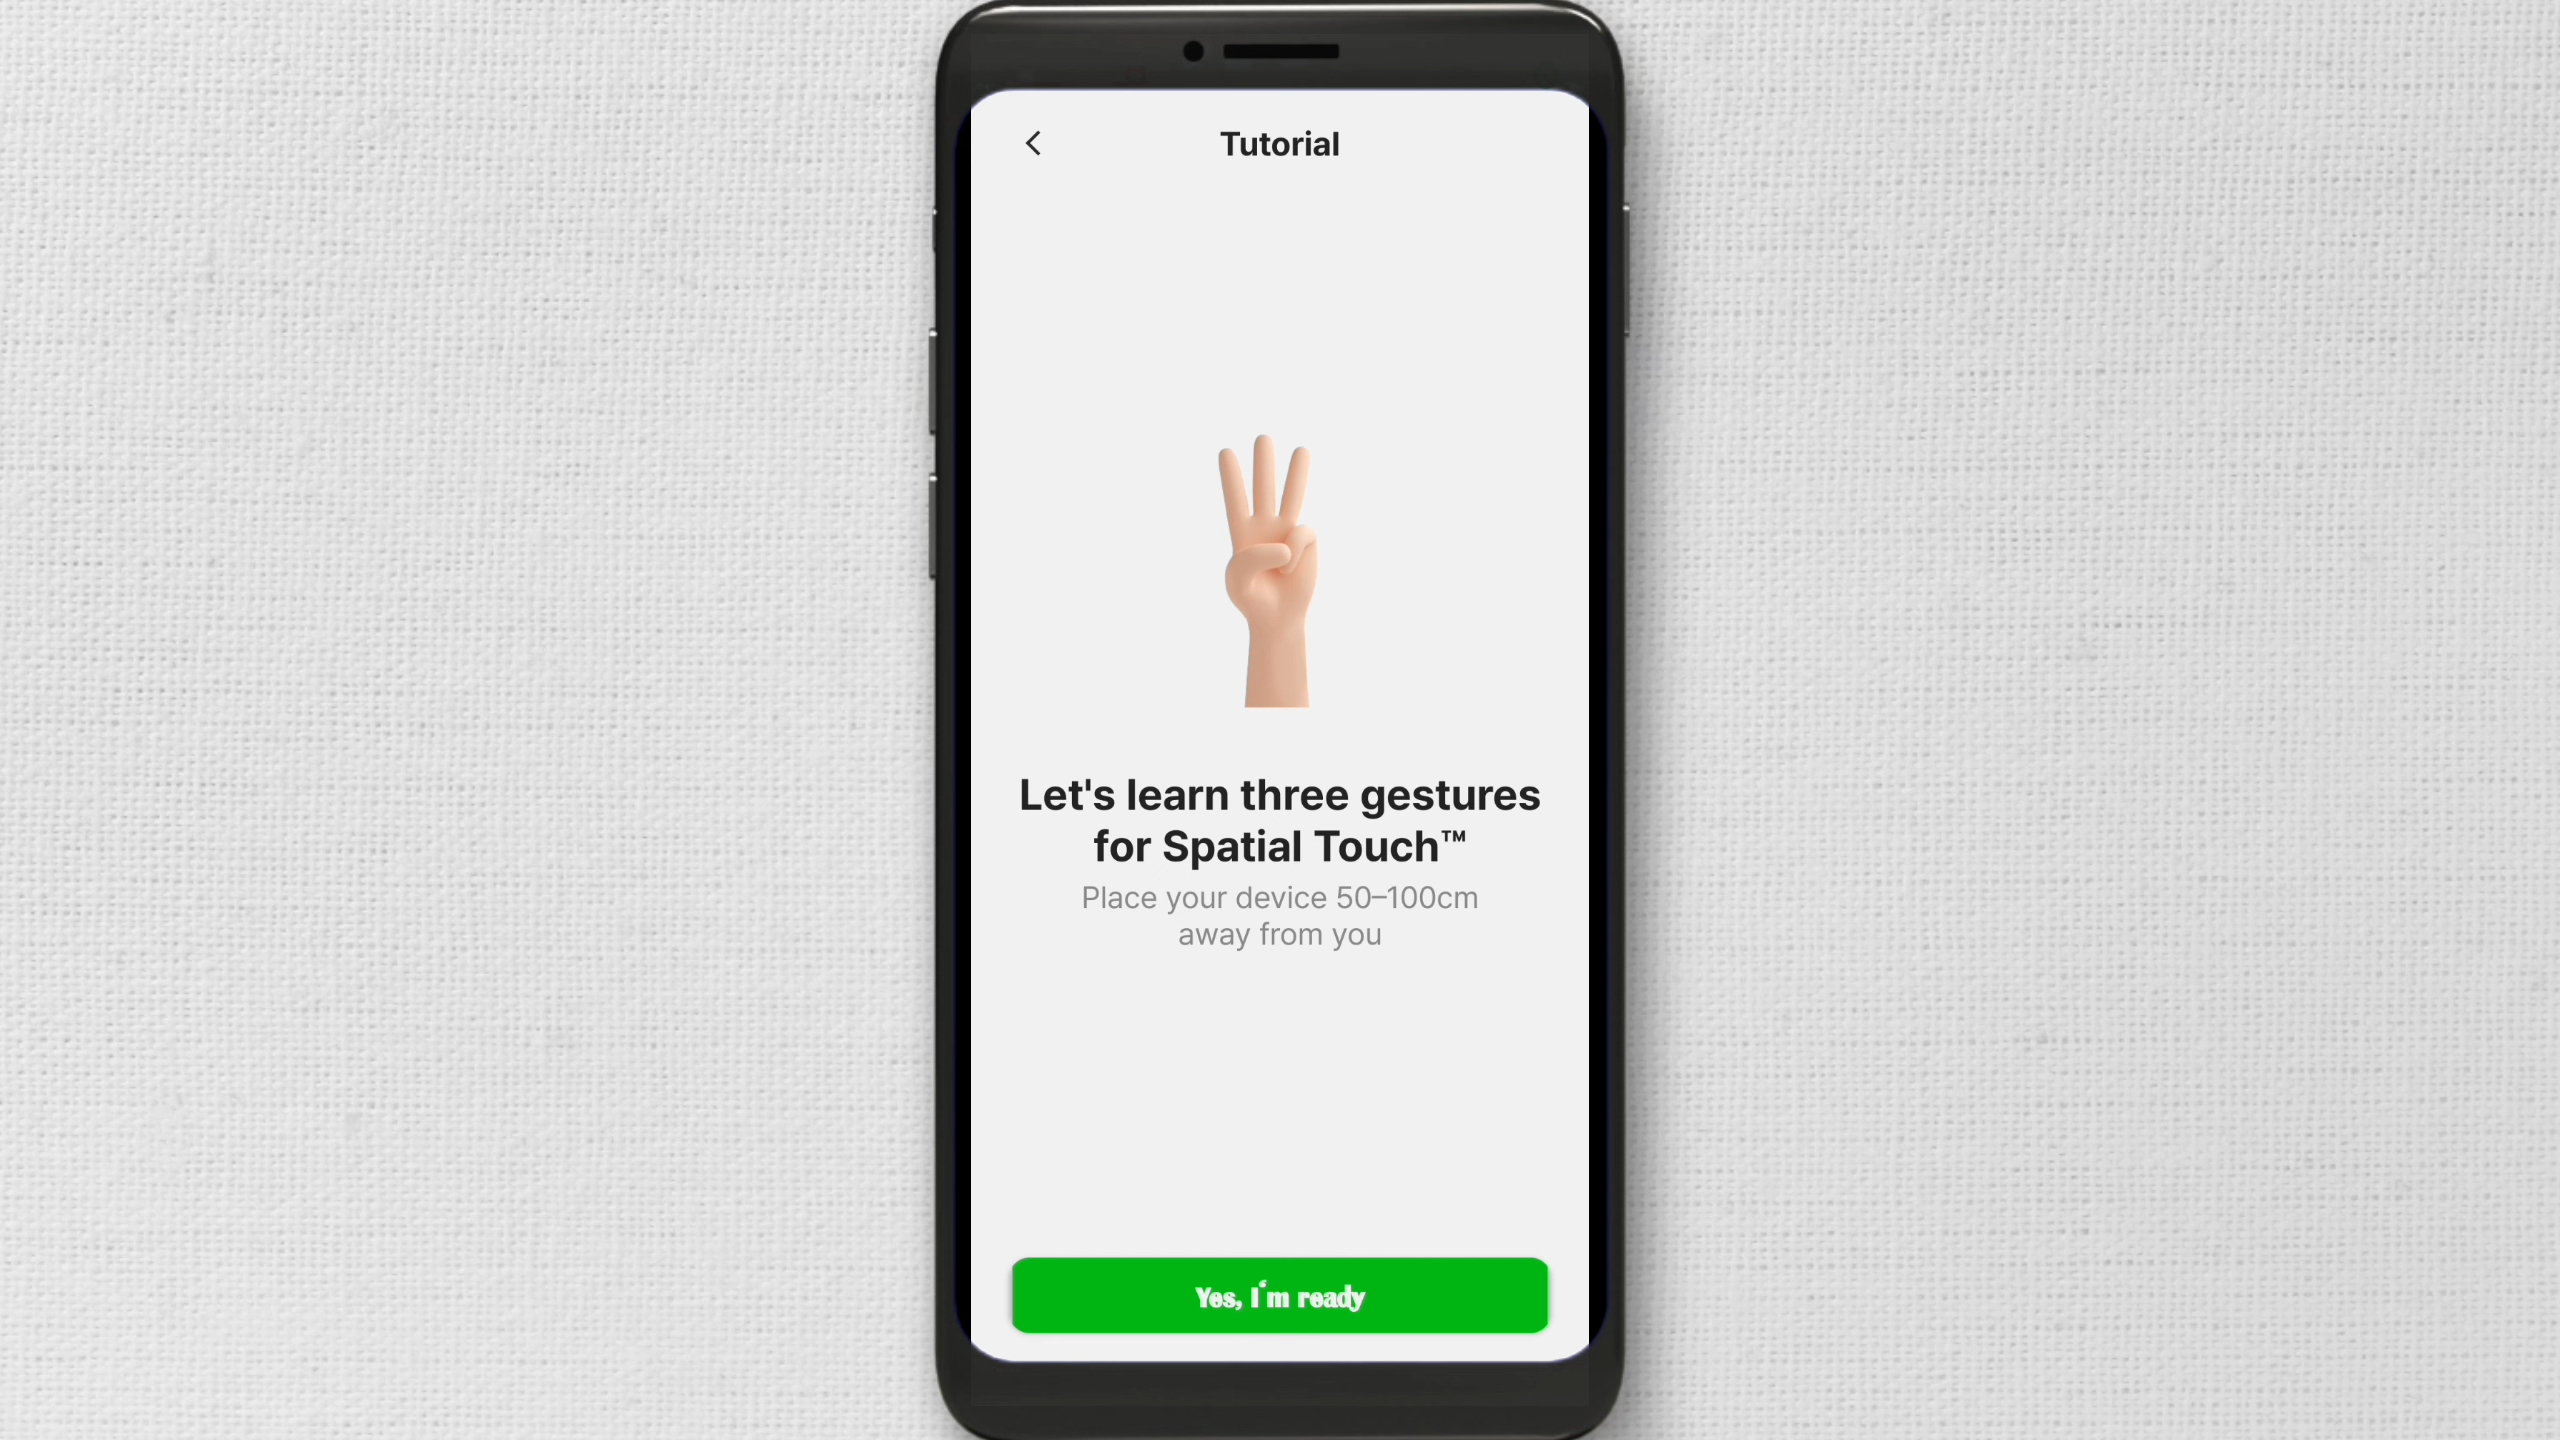 Tutorial
Let's learn three gestures
for Spatial Touch™
Place your device 50–100cm
away from you
Yes, I'm ready